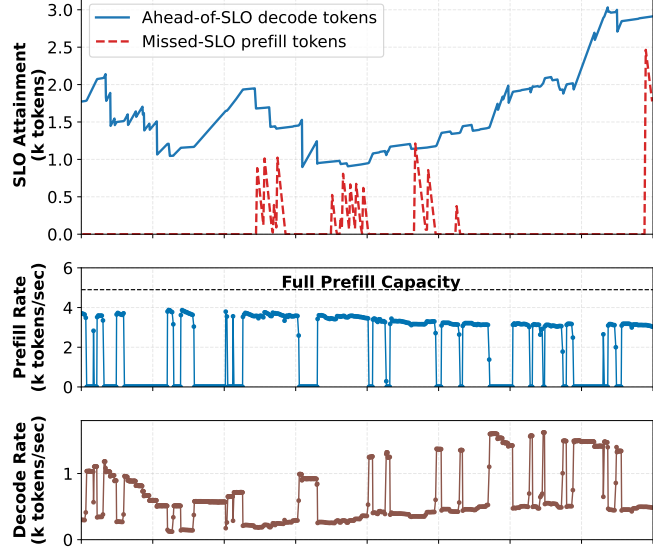 SLO Attainment
(k tokens)
3.0
2.5
2.0
1.5
1.0
0.5
0.0
Ahead-of-SLO decode tokens
Missed-SLO prefill tokens
Prefill Rate
(k tokens/sec)
6
4
2
0
Full Prefill Capacity
Decode Rate
(k tokens/sec)
1
0